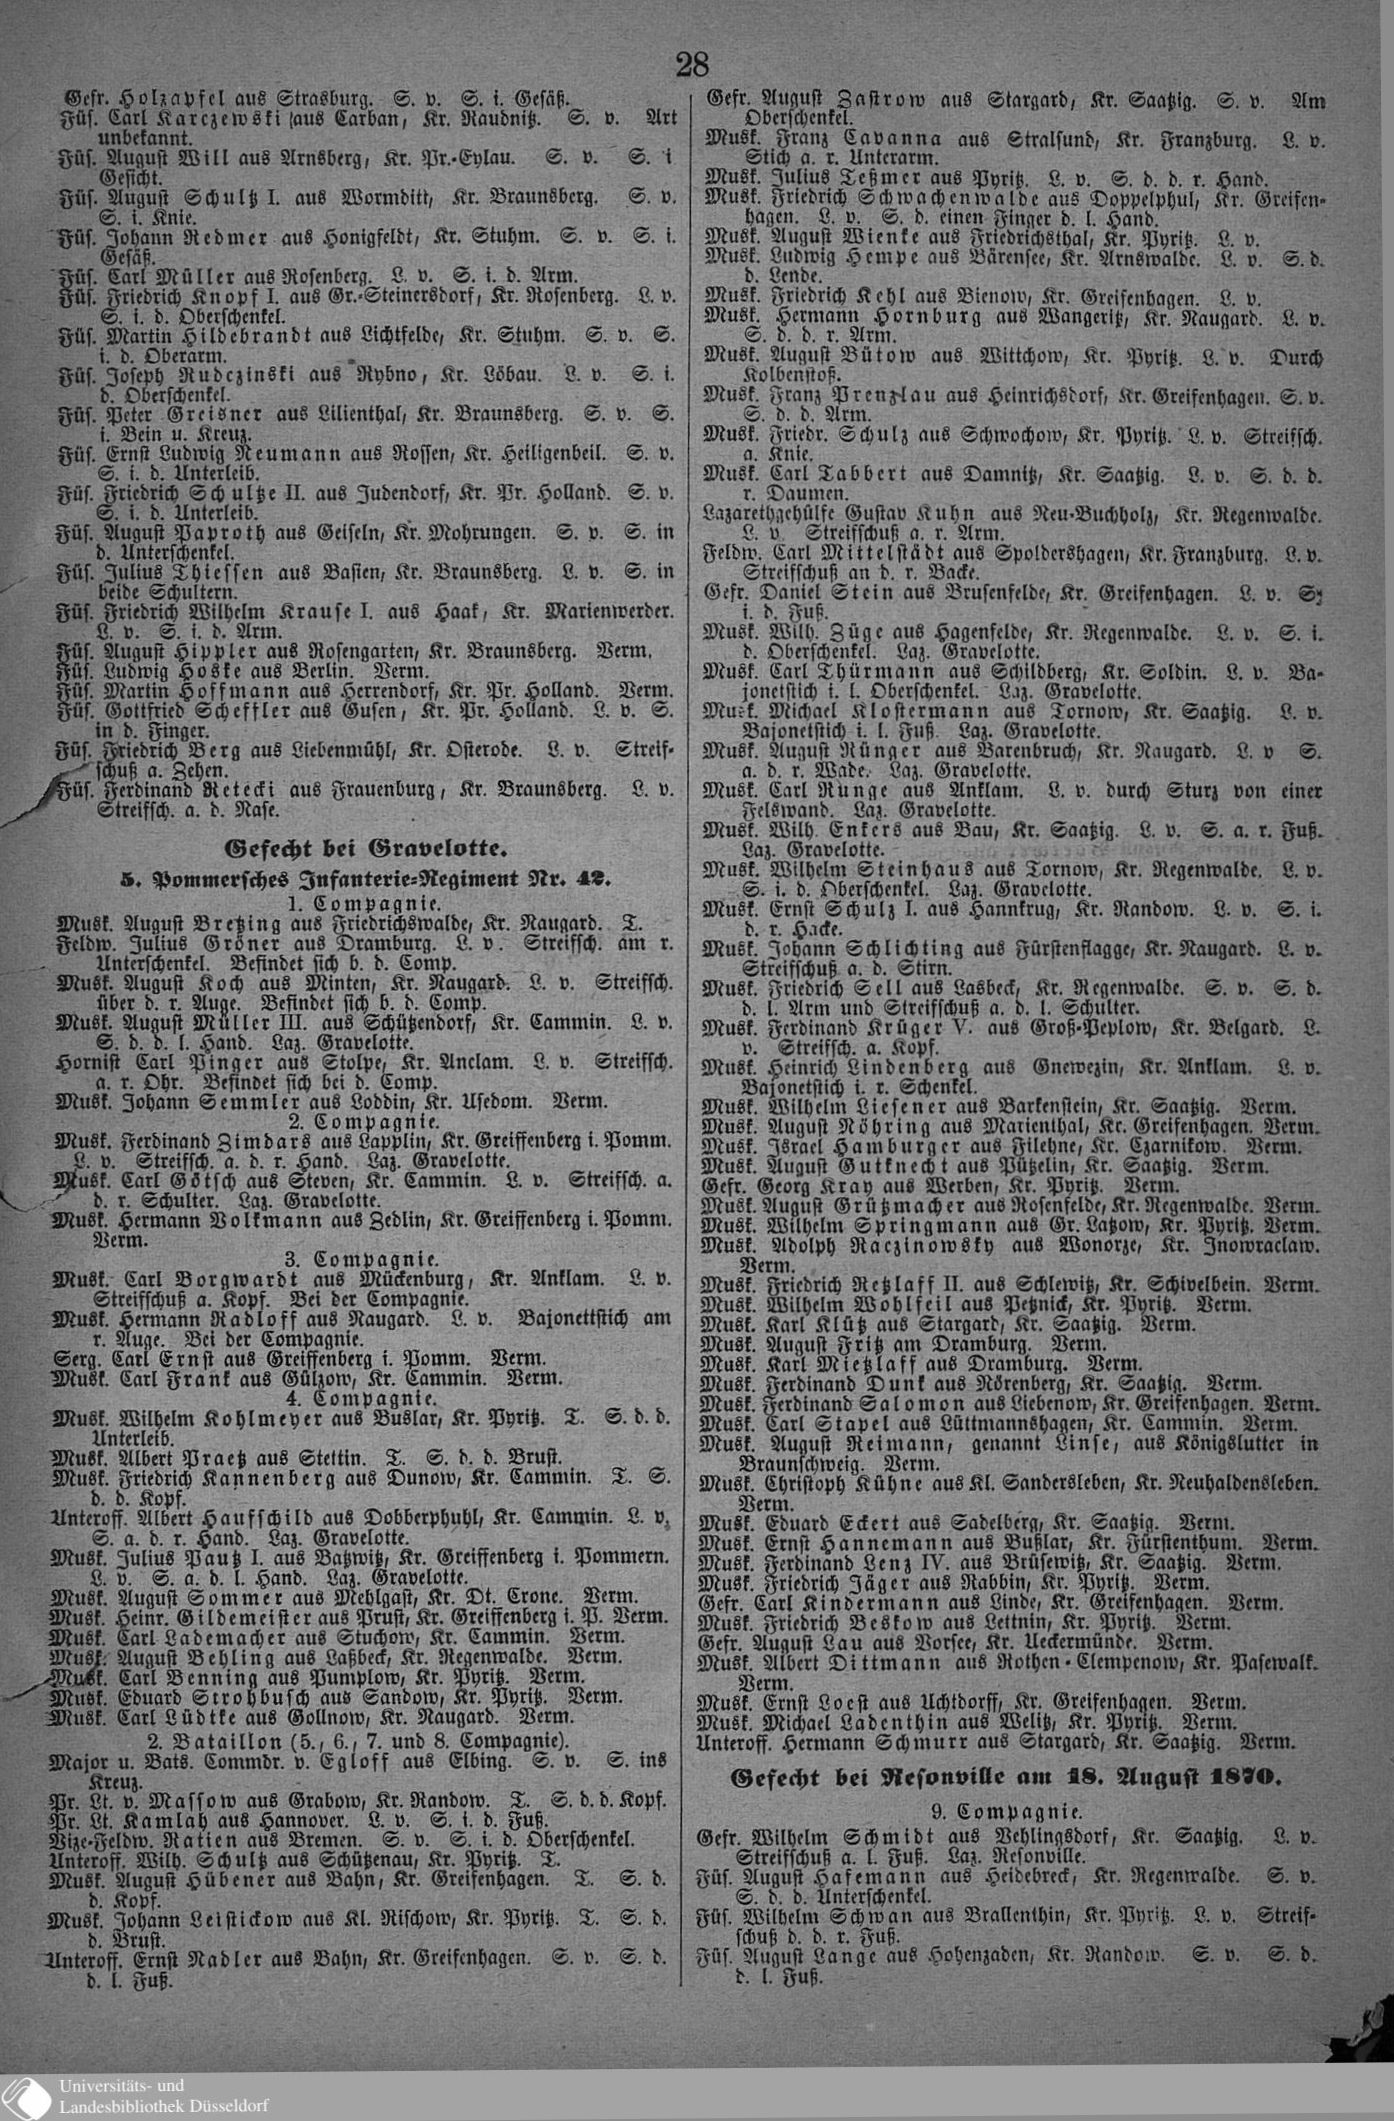 28
Gefr. Holzapfel aus Strasburg. S. v. S. i. Gesäß.
Füs. Carl Karczewski aus Carban, Kr. Raudnitz. S. v. Art
unbekannt.
Füs. August Will aus Arnsberg, Kr. Pr.-Eylau. S. v. S. i
Gesicht.
Füs. August Schultz I. aus Wormditt, Kr. Braunsberg. S. v.
S. i. Knie.
Füs. Johann Redmer aus Honigfeldt, Kr. Stuhm. S. v. S. i.
Gesäß.
Füs. Carl Müller aus Rosenberg. L. v. S. i. d. Arm.
Füs. Friedrich Knopf I. aus Gr.-Steinersdorf, Kr. Rosenberg. L. v.
S. i. d. Oberschenkel.
Füs. Martin Hildebrandt aus Lichtfelde, Kr. Stuhm. S. v. S.
i. d. Oberarm.
Füs. Joseph Rudczinski aus Rybno, Kr. Löbau. L. v. S. i.
d. Oberschenkel.
Füs. Peter Greisner aus Lilienthal, Kr. Braunsberg. S. v. S.
i. Bein u. Kreuz.
Füs. Ernst Ludwig Neumann aus Rossen, Kr. Heiligenbeil. S. v.
S. i. d. Unterleib.
Füs. Friedrich Schultze II. aus Judendorf, Kr. Pr. Holland. S. v.
S. i. d. Unterleib.
Füs. August Paproth aus Geiseln, Kr. Mohrungen. S. v. S. in
d. Unterschenkel.
Füs. Julius Thiessen aus Basien, Kr. Braunsberg. L. v. S. in
beide Schultern.
Füs. Friedrich Wilhelm Krause I. aus Haak, Kr. Marienwerder.
L. v. S. i. d. Arm.
Füs. August Hippler aus Rosengarten, Kr. Braunsberg. Verm.
Füs. Ludwig Hoske aus Berlin. Verm.
Füs. Martin Hoffmann aus Herrendorf, Kr. Pr. Holland. Verm.
Füs. Gottfried Scheffler aus Gusen, Kr. Pr. Holland. L. v. S.
in d. Finger.
Füs. Friedrich Berg aus Liebenmühl, Kr. Osterode. L. v. Streif-
schuß a. Zehen.
Füs. Ferdinand Retecki aus Frauenburg, Kr. Braunsberg. L. v.
Streifsch. a. d. Nase.
Gefecht bei Gravelotte.
5. Pommersches Infanterie-Regiment Nr. 42.
1. Compagnie.
Musk. August Bretzing aus Friedrichswalde, Kr. Naugard. T.
Feldw. Julius Gröner aus Dramburg. L. v. Streifsch. am r.
Unterschenkel. Befindet sich b. d. Comp.
Musk. August Koch aus Minten, Kr. Naugard. L. v. Streifsch.
über d. r. Auge. Befindet sich b. d. Comp.
Musk. August Müller III. aus Schützendorf, Kr. Cammin. L. v.
S. d. d. l. Hand. Laz. Gravelotte.
Hornist Carl Pinger aus Stolpe, Kr. Anclam. L. v. Streifsch.
a. r. Ohr. Befindet sich bei d. Comp.
Musk. Johann Semmler aus Loddin, Kr. Usedom. Verm.
2. Compagnie.
Musk. Ferdinand Zimdars aus Lapplin, Kr. Greiffenberg i. Pomm.
L. v. Streifsch. a. d. r. Hand. Laz. Gravelotte.
Musk. Carl Götsch aus Steven, Kr. Cammin. L. v. Streifsch. a.
d. r. Schulter. Laz. Gravelotte.
Musk. Hermann Volkmann aus Zedlin, Kr. Greiffenberg i. Pomm.
Verm.
3. Compagnie.
Musk. Carl Borgwardt aus Mückenburg, Kr. Anklam. L. v.
Streifschuß a. Kopf. Bei der Compagnie.
Musk. Hermann Radloff aus Naugard. L. v. Bajonettstich am
r. Auge. Bei der Compagnie.
Serg. Carl Ernst aus Greiffenberg i. Pomm. Verm.
Musk. Carl Frank aus Gülzow, Kr. Cammin. Verm.
4. Compagnie.
Musk. Wilhelm Kohlmeyer aus Buslar, Kr. Pyritz. T. S. d. d.
Unterleib.
Musk. Albert Praetz aus Stettin. T. S. d. d. Brust.
Musk. Friedrich Kannenberg aus Dunow, Kr. Cammin. T. S.
d. d. Kopf.
Unteroff. Albert Haufschild aus Dobberphuhl, Kr. Cammin. L. v.
S. a. d. r. Hand. Laz. Gravelotte.
Musk. Julius Pautz I. aus Batzwitz, Kr. Greiffenberg i. Pommern.
L. v. S. a. d. l. Hand. Laz. Gravelotte.
Musk. August Sommer aus Mehlgast, Kr. Dt. Crone. Verm.
Musk. Heinr. Gildemeister aus Prust, Kr. Greiffenberg i. P. Verm.
Musk. Carl Lademacher aus Stuchow, Kr. Cammin. Verm.
Musk. August Behling aus Laßbeck, Kr. Regenwalde. Verm.
Musk. Carl Benning aus Pumplow, Kr. Pyritz. Verm.
Musk. Eduard Strohbusch aus Sandow, Kr. Pyritz. Verm.
Musk. Carl Lüdtke aus Gollnow, Kr. Naugard. Verm.
2. Bataillon (5., 6., 7. und 8. Compagnie).
Major u. Bats. Commdr. v. Egloff aus Elbing. S. v. S. ins
Kreuz.
Pr. Lt. v. Massow aus Grabow, Kr. Randow. T. S. d. d. Kopf.
Pr. Lt. Kamlah aus Hannover. L. v. S. i. d. Fuß.
Vize-Feldw. Ratien aus Bremen. S. v. S. i. d. Oberschenkel.
Unteroff. Wilh. Schultz aus Schützenau, Kr. Pyritz. T.
Musk. August Hübener aus Bahn, Kr. Greifenhagen. T. S. d.
d. Kopf.
Musk. Johann Leistickow aus Kl. Rischow, Kr. Pyritz. T. S. d.
d. Brust.
Unteroff. Ernst Nadler aus Bahn, Kr. Greifenhagen. S. v. S. d.
d. l. Fuß.
Gefr. August Zastrow aus Stargard, Kr. Saatzig. S. v. Am
Oberschenkel.
Musk. Franz Cavanna aus Stralsund, Kr. Franzburg. L. v.
Stich a. r. Unterarm.
Musk. Julius Tetzmer aus Pyritz. L. v. S. d. d. r. Hand.
Musk. Friedrich Schwachenwalde aus Doppelphul, Kr. Greifen-
hagen. L. v. S. d. einen Finger d. l. Hand.
Musk. August Wienke aus Friedrichsthal, Kr. Pyritz. L. v.
Musk. Ludwig Hempe aus Bärensee, Kr. Arnswalde. L. v. S. d.
d. Lende.
Musk. Friedrich Kehl aus Bienow, Kr. Greifenhagen. L. v.
Musk. Hermann Hornburg aus Wangeritz, Kr. Naugard. L. v.
S. d. d. r. Arm.
Musk. August Bütow aus Wittchow, Kr. Pyritz. L. v. Durch
Kolbenstoß.
Musk. Franz Prenzlau aus Heinrichsdorf, Kr. Greifenhagen. S. v.
S. d. d. Arm.
Musk. Friedr. Schulz aus Schwochow, Kr. Pyritz. L. v. Streifsch.
a. Knie.
Musk. Carl Tabbert aus Damnitz, Kr. Saatzig. L. v. S. d. d.
r. Daumen.
Lazarethgehülfe Gustav Kuhn aus Neu-Buchholz, Kr. Regenwalde.
L. v. Streifschuß a. r. Arm.
Feldw. Carl Mittelstädt aus Spoldershagen, Kr. Franzburg. L. v.
Streifschuß an d. r. Backe.
Gefr. Daniel Stein aus Brusenfelde, Kr. Greifenhagen. L. v. S.
i. d. Fuß.
Musk. Wilh. Züge aus Hagenfelde, Kr. Regenwalde. L. v. S. i.
d. Oberschenkel. Laz. Gravelotte.
Musk. Carl Thürmann aus Schildberg, Kr. Soldin. L. v. Ba-
jonetstich i. l. Oberschenkel. Laz. Gravelotte.
Musk. Michael Klostermann aus Tornow, Kr. Saatzig. L. v.
Bajonetstich i. l. Fuß. Laz. Gravelotte.
Musk. August Rünger aus Barenbruch, Kr. Naugard. L. v S.
a. d. r. Wade. Laz. Gravelotte.
Musk. Carl Runge aus Anklam. L. v. durch Sturz von einer
Felswand. Laz. Gravelotte.
Musk. Wilh. Enkers aus Bau, Kr. Saatzig. L. v. S. a. r. Fuß.
Laz. Gravelotte.
Musk. Wilhelm Steinhaus aus Tornow, Kr. Regenwalde. L. v.
S. i. d. Oberschenkel. Laz. Gravelotte.
Musk. Ernst Schulz I. aus Hannkrug, Kr. Randow. L. v. S. i.
d. r. Hacke.
Musk. Johann Schlichting aus Fürstenflagge, Kr. Naugard. L. v.
Streifschuß a. d. Stirn.
Musk. Friedrich Sell aus Lasbeck, Kr. Regenwalde. S. v. S. d.
d. l. Arm und Streifschuß a. d. l. Schulter.
Musk. Ferdinand Krüger V. aus Groß-Peplow, Kr. Belgard. L.
v. Streifsch. a. Kopf.
Musk. Heinrich Lindenberg aus Gnewezin, Kr. Anklam. L. v.
Bajonetstich i. r. Schenkel.
Musk. Wilhelm Liesener aus Barkenstein, Kr. Saatzig. Verm.
Musk. August Nöhring aus Marienthal, Kr. Greifenhagen. Verm.
Musk. Israel Hamburger aus Filehne, Kr. Czarnikow. Verm.
Musk. August Gutknecht aus Pützelin, Kr. Saatzig. Verm.
Gefr. Georg Kray aus Werben, Kr. Pyritz. Verm.
Musk. August Grützmacher aus Rosenfelde, Kr. Regenwalde. Verm.
Musk. Wilhelm Springmann aus Gr. Latzow, Kr. Pyritz. Verm.
Musk. Adolph Raczinowsky aus Wonorze, Kr. Inowraclaw.
Verm.
Musk. Friedrich Retzlaff II. aus Schlewitz, Kr. Schivelbein. Verm.
Musk. Wilhelm Wohlfeil aus Petznick, Kr. Pyritz. Verm.
Musk. Karl Klütz aus Stargard, Kr. Saatzig. Verm.
Musk. August Fritz am Dramburg. Verm.
Musk. Karl Mietzlaff aus Dramburg. Verm.
Musk. Ferdinand Dunk aus Nörenberg, Kr. Saatzig. Verm.
Musk. Ferdinand Salomon aus Liebenow, Kr. Greifenhagen. Verm.
Musk. Carl Stapel aus Lüttmannshagen, Kr. Cammin. Verm.
Musk. August Reimann, genannt Linse, aus Königslutter in
Braunschweig. Verm.
Musk. Christoph Kühne aus Kl. Sandersleben, Kr. Neuhaldensleben.
Verm.
Musk. Eduard Eckert aus Sadelberg, Kr. Saatzig. Verm.
Musk. Ernst Hannemann aus Butzlar, Kr. Fürstenthum. Verm.
Musk. Ferdinand Lenz IV. aus Brüsewitz, Kr. Saatzig. Verm.
Musk. Friedrich Jäger aus Rabbin, Kr. Pyritz. Verm.
Gefr. Carl Kindermann aus Linde, Kr. Greifenhagen. Verm.
Musk. Friedrich Beskow aus Lettnin, Kr. Pyritz. Verm.
Gefr. August Lau aus Vorsee, Kr. Ueckermünde. Verm.
Musk. Albert Dittmann aus Rothen-Clempenow, Kr. Pasewalk.
Verm.
Musk. Ernst Loest aus Uchtdorff, Kr. Greifenhagen. Verm.
Musk. Michael Ladenthin aus Welitz, Kr. Pyritz. Verm.
Unteroff. Hermann Schmurr aus Stargard, Kr. Saatzig. Verm.
Gefecht bei Resonville am 18. August 1870.
9. Compagnie.
Gefr. Wilhelm Schmidt aus Vehlingsdorf, Kr. Saatzig. L. v.
Streifschuß a. l. Fuß. Laz. Resonville.
Füs. August Hafemann aus Heidebreck, Kr. Regenwalde. S. v.
S. d. d. Unterschenkel.
Füs. Wilhelm Schwan aus Brallenthin, Kr. Pyritz. L. v. Streif-
schuß d. d. r. Fuß.
Füs. August Lange aus Hohenzaden, Kr. Randow. S. v. S. d.
d. l. Fuß.
Universitäts- und
Landesbibliothek Düsseldorf